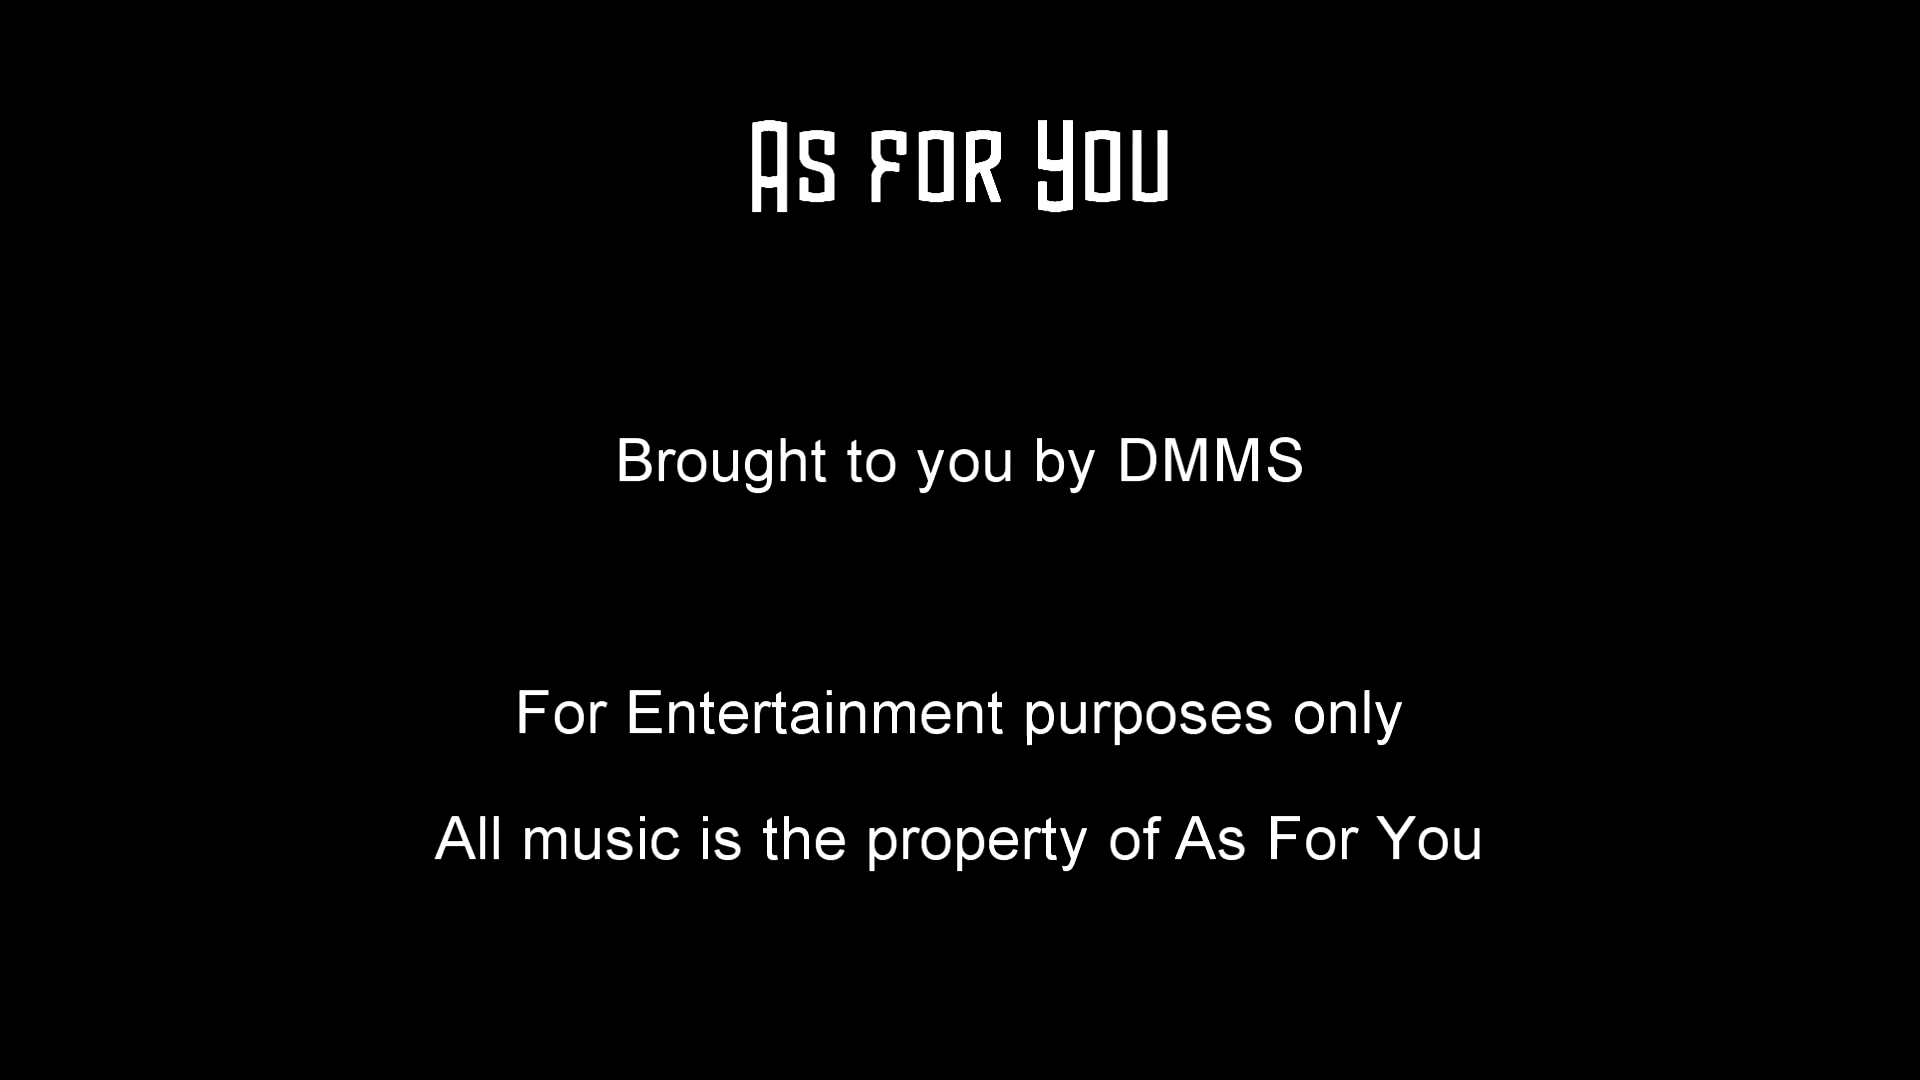 As for You
Brought to you by DMMS
For Entertainment purposes only
All music is the property of As For You